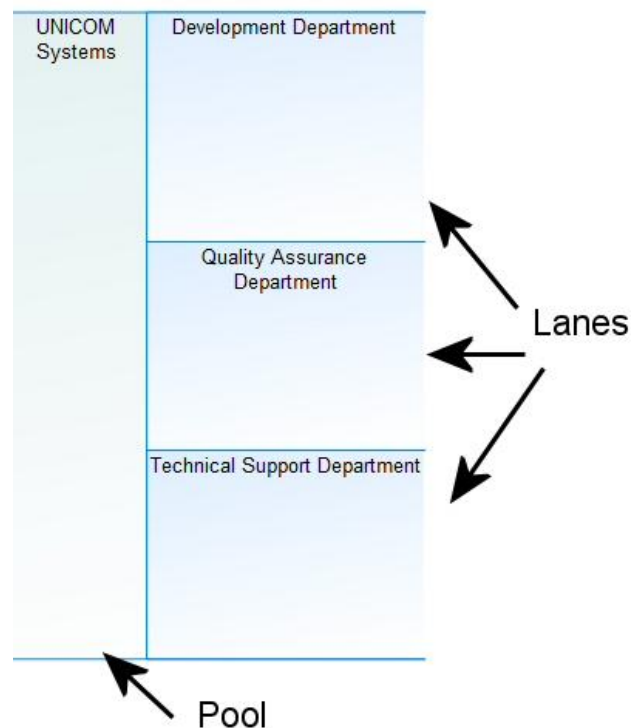 UNICOM
Systems
Development Department
Quality Assurance
Department
Technical Support Department
Lanes
Pool